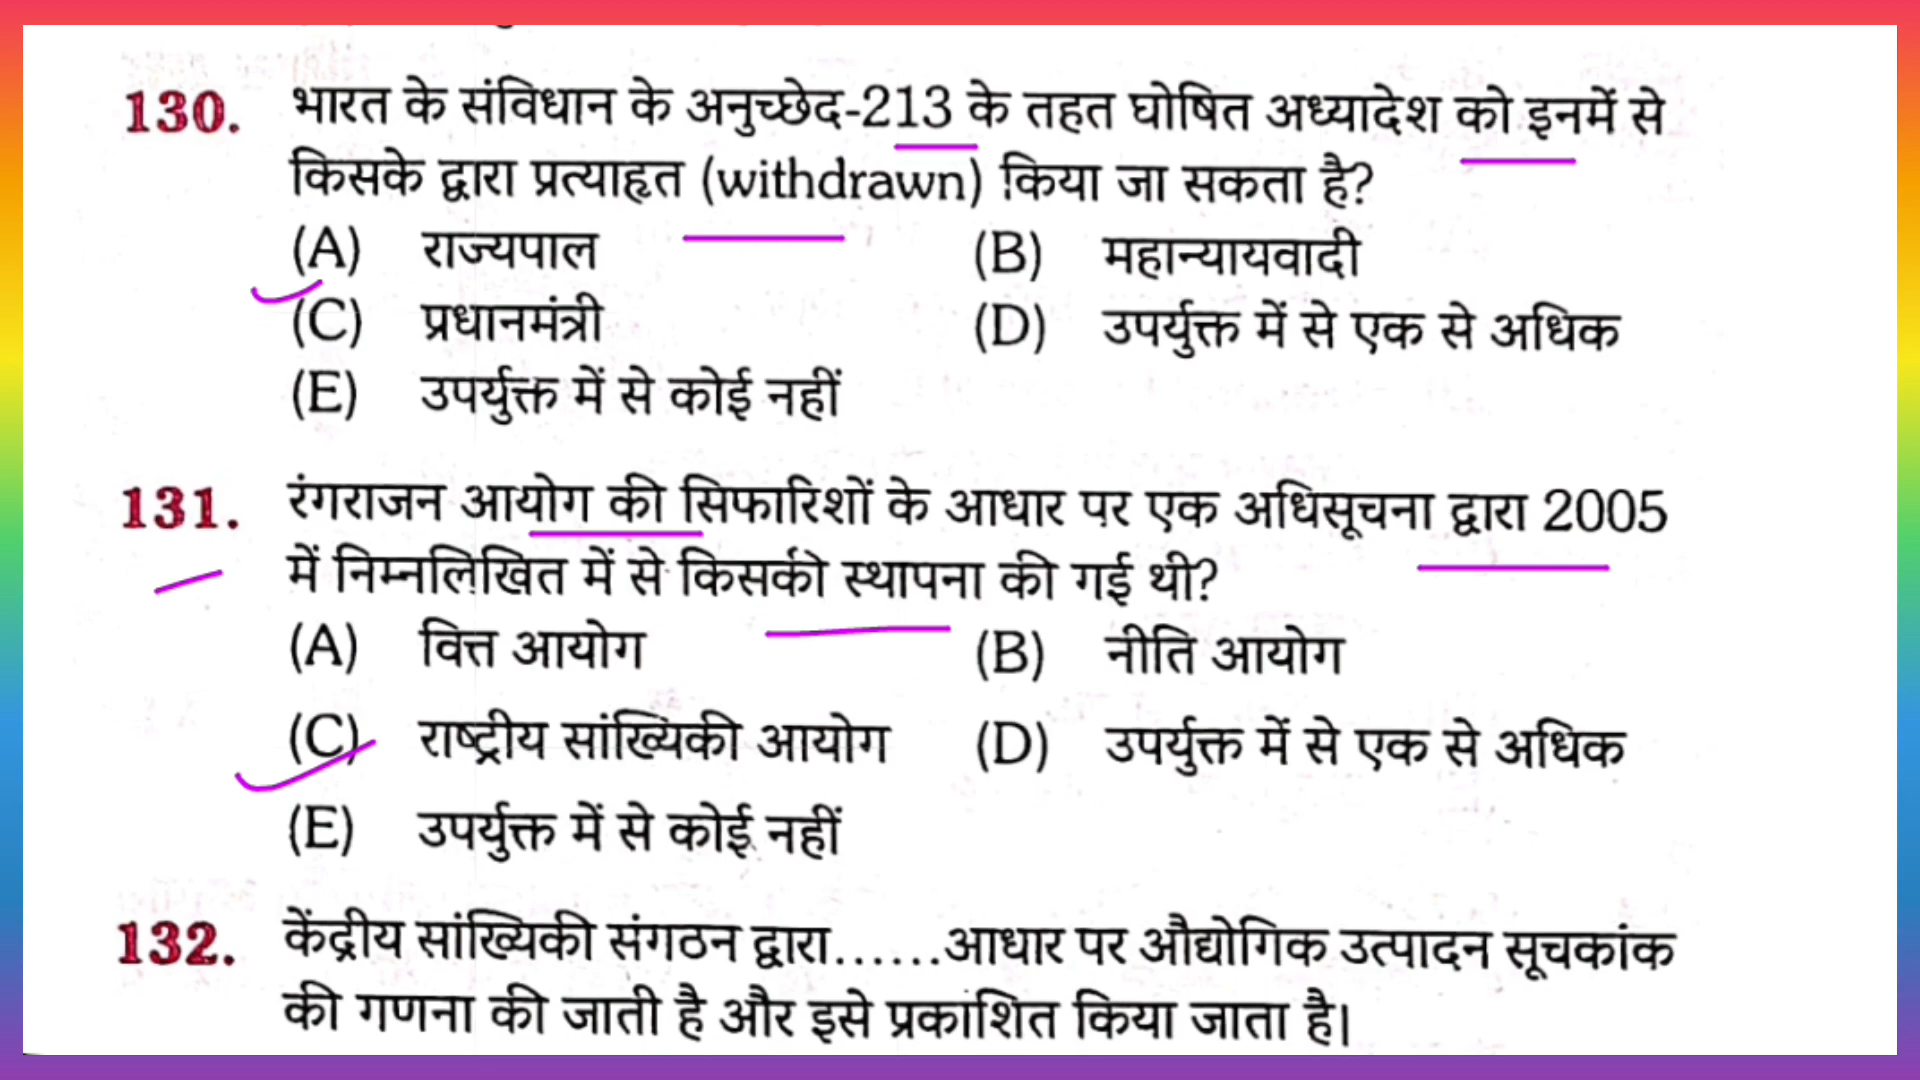 130. भारत के संविधान के अनुच्छेद-213 के तहत घोषित अध्यादेश को इनमें से
किसके द्वारा प्रत्याहृत (withdrawn) किया जा सकता है?
(A) राज्यपाल (B) महान्यायवादी
(C) प्रधानमंत्री (D) उपर्युक्त में से एक से अधिक
(E) उपर्युक्त में से कोई नहीं
131. रंगराजन आयोग की सिफारिशों के आधार पर एक अधिसूचना द्वारा 2005
में निम्नलिखित में से किसकी स्थापना की गई थी?
(A) वित्त आयोग (B) नीति आयोग
(C) राष्ट्रीय सांख्यिकी आयोग (D) उपर्युक्त में से एक से अधिक
(E) उपर्युक्त में से कोई नहीं
132. केंद्रीय सांख्यिकी संगठन द्वारा......आधार पर औद्योगिक उत्पादन सूचकांक
की गणना की जाती है और इसे प्रकाशित किया जाता है।